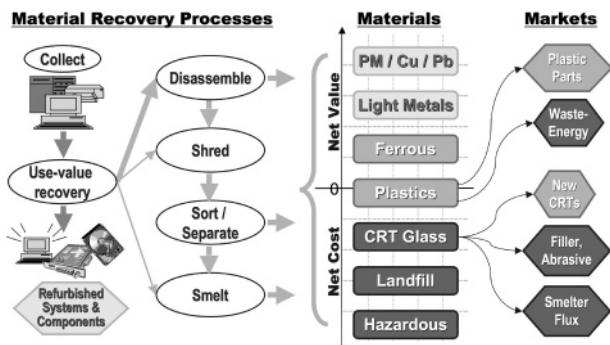 Material Recovery Processes
Collect
Use-value
recovery
Refurbished
Systems &
Components
Disassemble
Shred
Sort /
Separate
Smelt
Materials
Net Value
0
Net Cost
PM / Cu / Pb
Light Metals
Ferrous
Plastics
CRT Glass
Landfill
Hazardous
Markets
Plastic
Parts
Waste-
Energy
New
CRTs
Filler,
Abrasive
Smelter
Flux